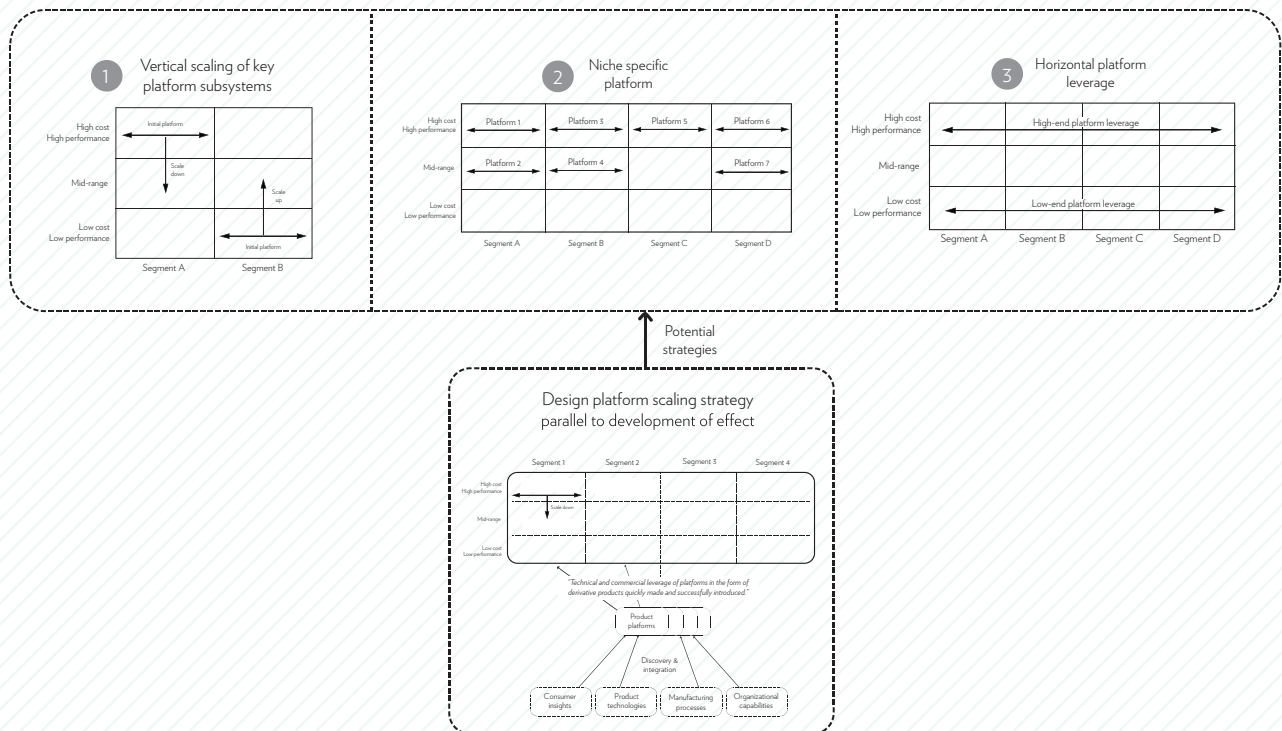 1
Vertical scaling of key
platform subsystems
High cost
High performance
Initial platform
Scale
down
Mid-range
Scale
up
Low cost
Low performance
Initial platform
Segment A
Segment B
2
Niche specific
platform
High cost
High performance
Platform 1
Platform 3
Platform 5
Platform 6
Mid-range
Platform 2
Platform 4
Platform 7
Low cost
Low performance
Segment A
Segment B
Segment C
Segment D
3
Horizontal platform
leverage
High cost
High performance
High-end platform leverage
Mid-range
Low cost
Low performance
Low-end platform leverage
Segment A
Segment B
Segment C
Segment D
Potential
strategies
Design platform scaling strategy
parallel to development of effect
Segment 1
Segment 2
Segment 3
Segment 4
High cost
High performance
Scale down
Mid-range
Low cost
Low performance
"Technical and commercial leverage of platforms in the form of
derivative products quickly made and successfully introduced."
Product
platforms
Discovery &
integration
Consumer
insights
Product
technologies
Manufacturing
processes
Organizational
capabilities